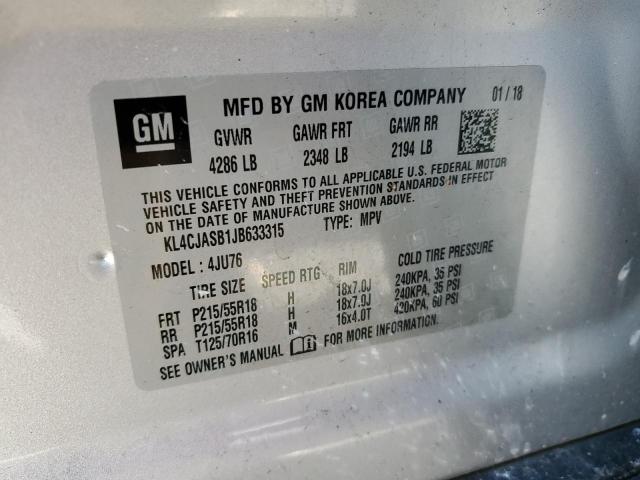 GM
MFD BY GM KOREA COMPANY 01/18
GVWR GAWR FRT GAWR RR
4286 LB 2348 LB 2194 LB
THIS VEHICLE CONFORMS TO ALL APPLICABLE U.S. FEDERAL MOTOR
VEHICLE SAFETY AND THEFT PREVENTION STANDARDS IN EFFECT
ON THE DATE OF MANUFACTURE SHOWN ABOVE.
KL4CJASB1JB633315 TYPE: MPV
MODEL: 4JU76
TIRE SIZE SPEED RTG RIM COLD TIRE PRESSURE
FRT P215/55R18 H 18x7.0J 240KPA, 35 PSI
RR P215/55R18 H 18x7.0J 240KPA, 35 PSI
SPA T125/70R16 M 16x4.0T 420KPA, 60 PSI
SEE OWNER'S MANUAL FOR MORE INFORMATION.